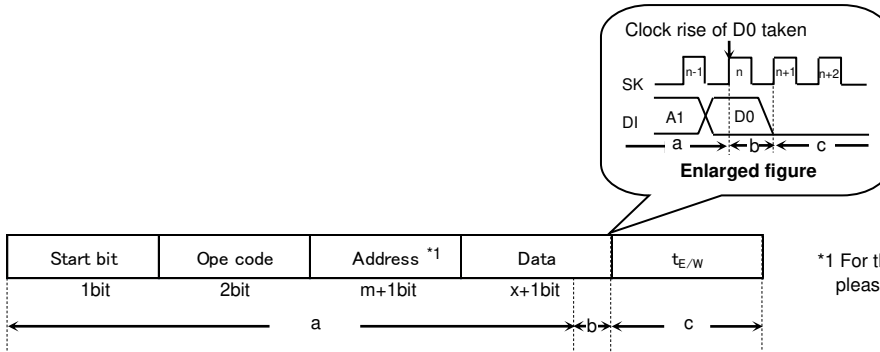 Clock rise of D0 taken
SK n-1 n n+1 n+2
DI A1 D0
a b c
Enlarged figure
Start bit Ope code Address *1 Data tE/W
1bit 2bit m+1bit x+1bit
a b c
*1 For th
pleas